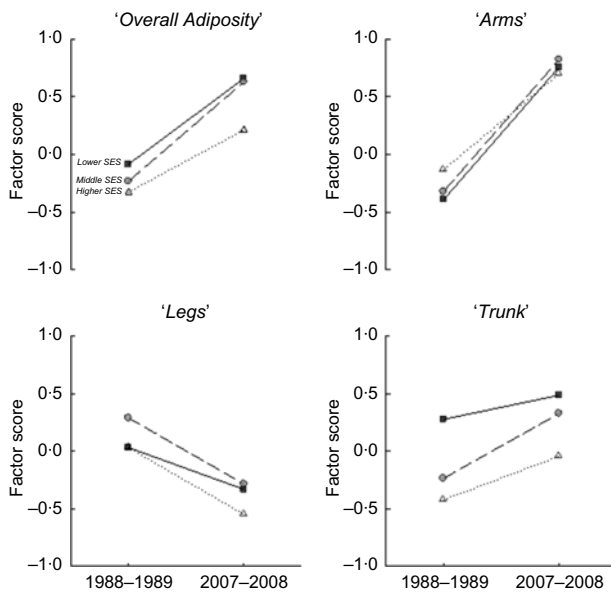 ‘Overall Adiposity’
1·0
0·5
0·0
–0·5
–1·0
Factor score
Lower SES
Middle SES
Higher SES
‘Arms’
1·0
0·5
0·0
–0·5
–1·0
Factor score
‘Legs’
1·0
0·5
0·0
–0·5
–1·0
Factor score
1988–1989 2007–2008
‘Trunk’
1·0
0·5
0·0
–0·5
–1·0
Factor score
1988–1989 2007–2008